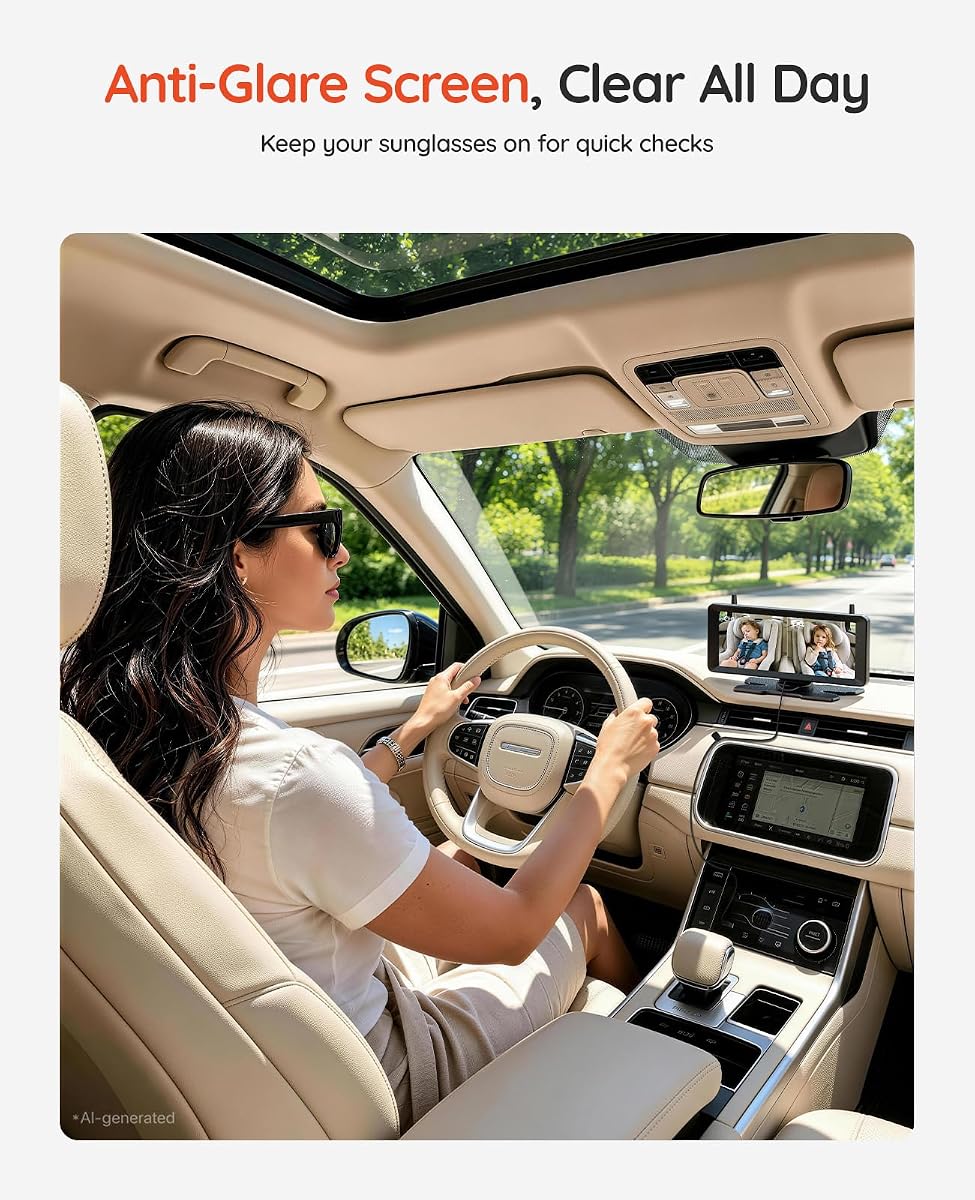 Anti-Glare Screen, Clear All Day
Keep your sunglasses on for quick checks
*AI-generated